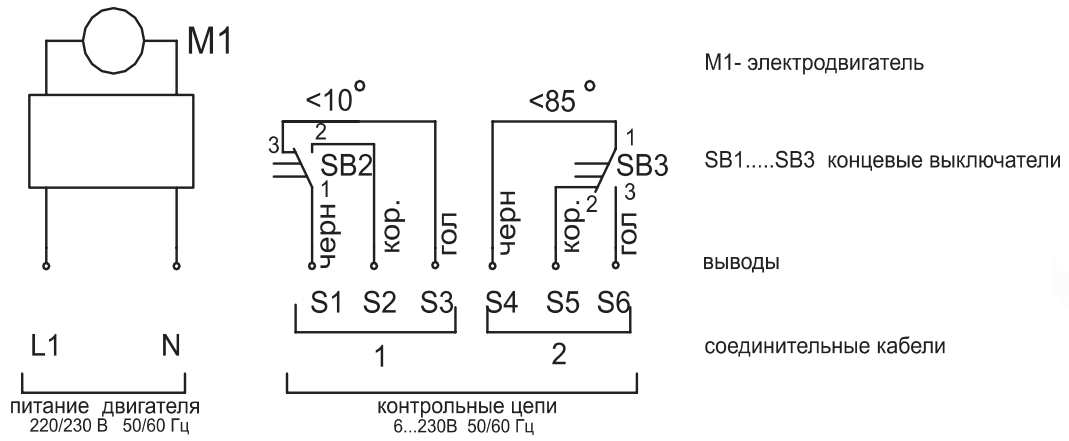 M1
М1- электродвигатель
<10°
<85°
3
2
SB2
1
1
SB3
2
3
SB1.....SB3 концевые выключатели
черн
кор.
гол
черн
кор.
гол
выводы
S1 S2 S3 S4 S5 S6
L1 N
1
2
соединительные кабели
питание двигателя
220/230 В 50/60 Гц
контрольные цепи
6...230В 50/60 Гц